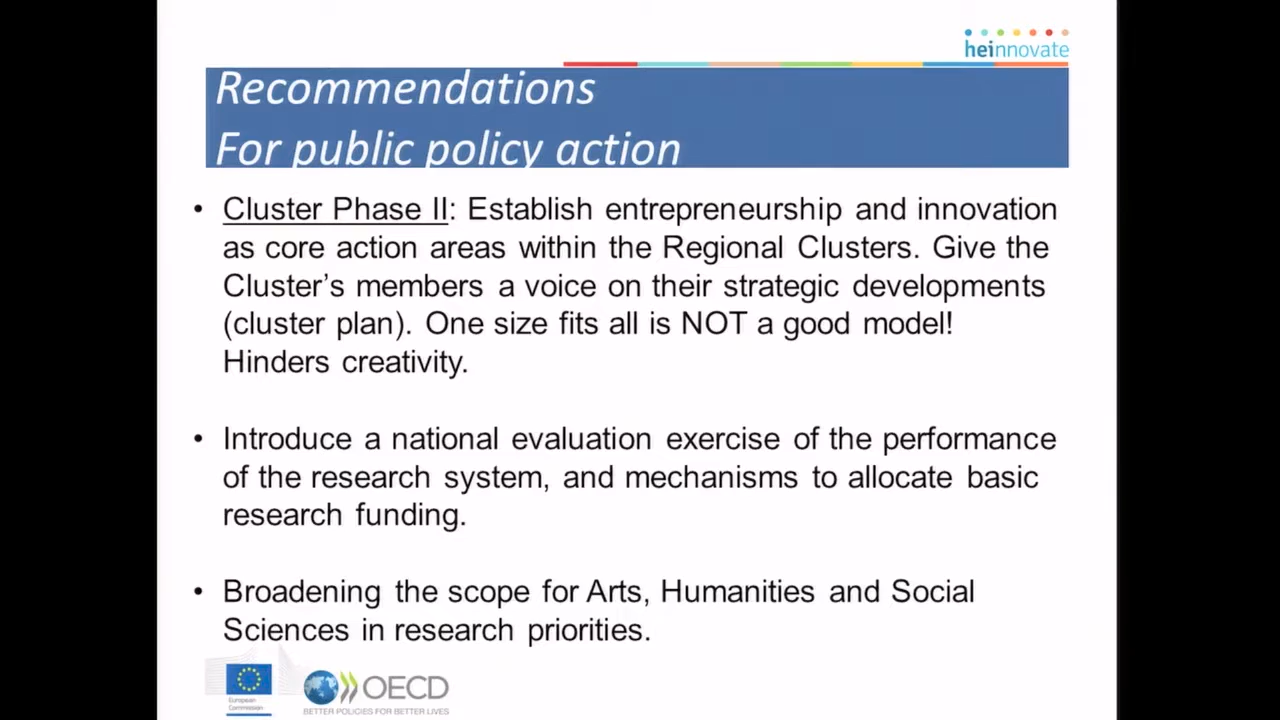 heinnovate
Recommendations
For public policy action
• Cluster Phase II: Establish entrepreneurship and innovation
as core action areas within the Regional Clusters. Give the
Cluster’s members a voice on their strategic developments
(cluster plan). One size fits all is NOT a good model!
Hinders creativity.
• Introduce a national evaluation exercise of the performance
of the research system, and mechanisms to allocate basic
research funding.
• Broadening the scope for Arts, Humanities and Social
Sciences in research priorities.
European
Commission
OECD
BETTER POLICIES FOR BETTER LIVES